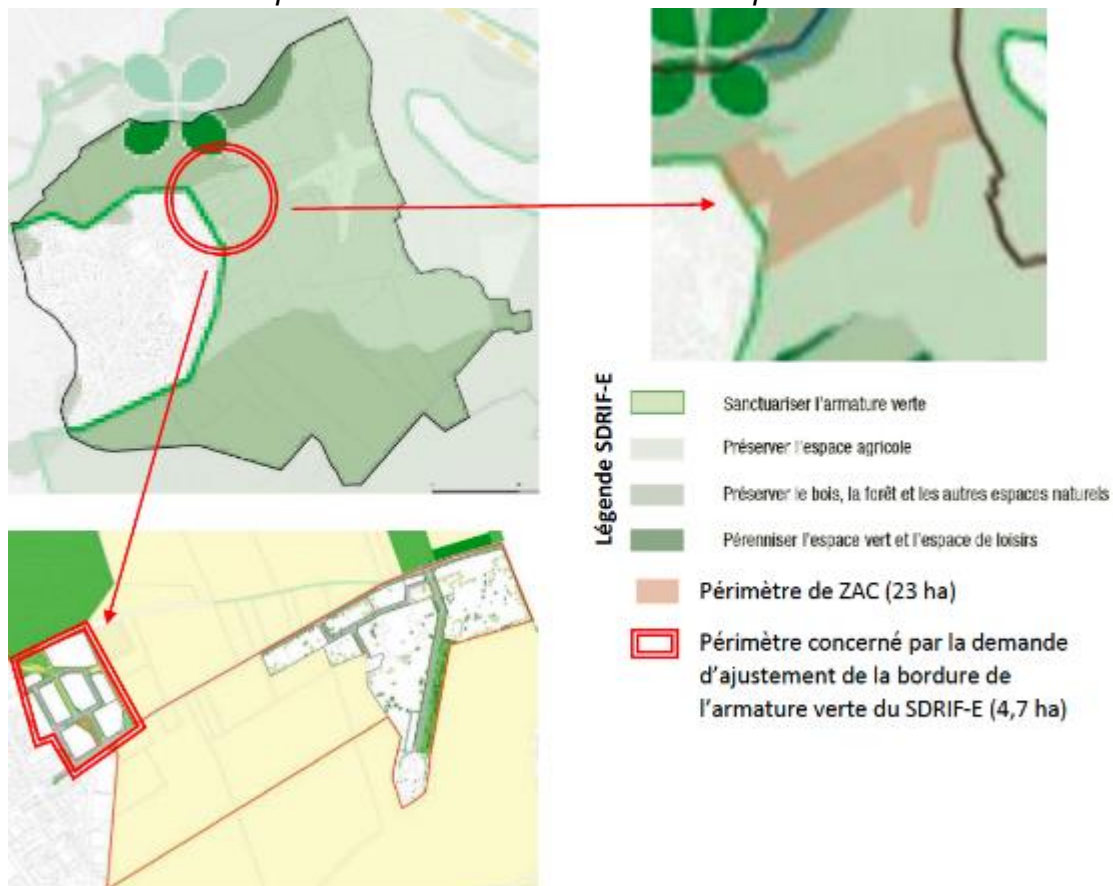 Légende SDRIF-E
Sanctuariser l'armature verte
Préserver l'espace agricole
Préserver le bois, la forêt et les autres espaces naturels
Pérenniser l'espace vert et l'espace de loisirs
Périmètre de ZAC (23 ha)
Périmètre concerné par la demande
d'ajustement de la bordure de
l'armature verte du SDRIF-E (4,7 ha)